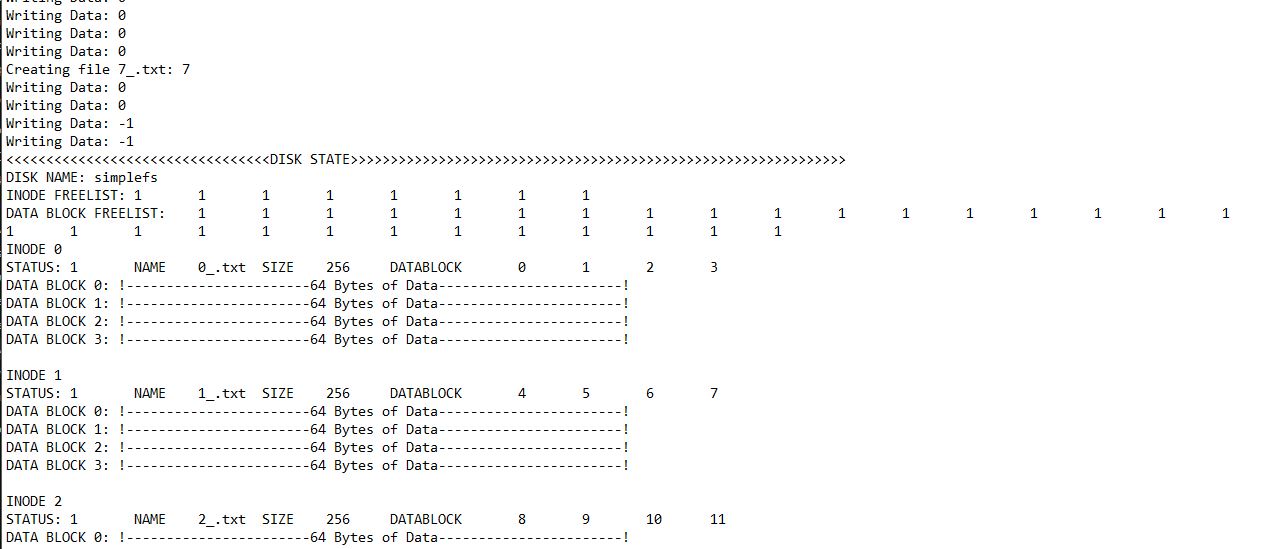 Writing Data: 0
Writing Data: 0
Writing Data: 0
Creating file 7_.txt: 7
Writing Data: 0
Writing Data: 0
Writing Data: -1
Writing Data: -1
<<<<<<<<<<<<<<<<<<<<<<<<<<<<<<<<<DISK STATE>>>>>>>>>>>>>>>>>>>>>>>>>>>>>>>>>>>>>>>>>>>>>>>>>>>>>>>>>>>>>>
DISK NAME: simplefs
INODE FREELIST: 1 1 1 1 1 1 1 1
DATA BLOCK FREELIST: 1 1 1 1 1 1 1 1 1 1 1 1 1 1 1 1 1
1 1 1 1 1 1 1 1 1 1 1 1 1
INODE 0
STATUS: 1 NAME 0_.txt SIZE 256 DATABLOCK 0 1 2 3
DATA BLOCK 0: !-----------------------64 Bytes of Data-----------------------!
DATA BLOCK 1: !-----------------------64 Bytes of Data-----------------------!
DATA BLOCK 2: !-----------------------64 Bytes of Data-----------------------!
DATA BLOCK 3: !-----------------------64 Bytes of Data-----------------------!
INODE 1
STATUS: 1 NAME 1_.txt SIZE 256 DATABLOCK 4 5 6 7
DATA BLOCK 0: !-----------------------64 Bytes of Data-----------------------!
DATA BLOCK 1: !-----------------------64 Bytes of Data-----------------------!
DATA BLOCK 2: !-----------------------64 Bytes of Data-----------------------!
DATA BLOCK 3: !-----------------------64 Bytes of Data-----------------------!
INODE 2
STATUS: 1 NAME 2_.txt SIZE 256 DATABLOCK 8 9 10 11
DATA BLOCK 0: !-----------------------64 Bytes of Data-----------------------!